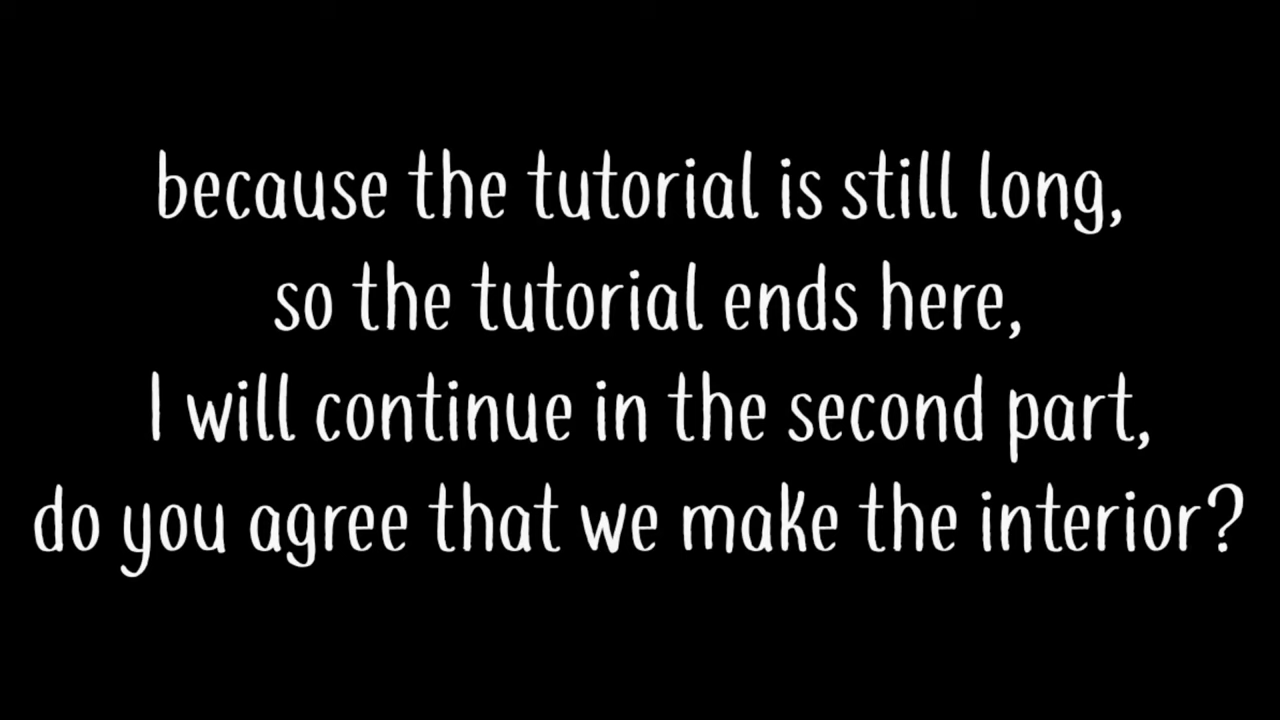 because the tutorial is still long,
so the tutorial ends here,
I will continue in the second part,
do you agree that we make the interior?